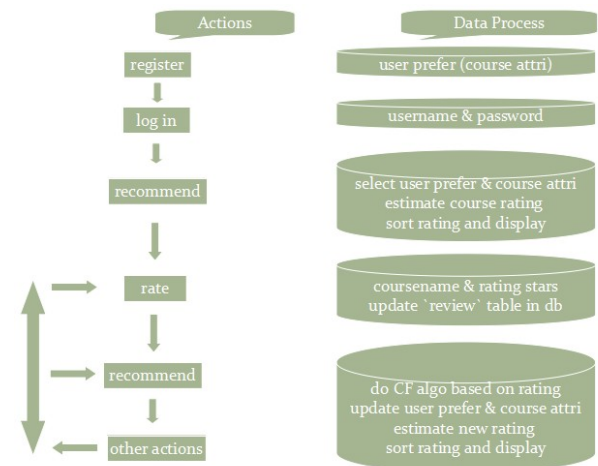 Actions
Data Process
register
user prefer (course attri)
log in
username & password
recommend
select user prefer & course attri
estimate course rating
sort rating and display
rate
coursename & rating stars
update `review` table in db
recommend
do CF algo based on rating
update user prefer & course attri
estimate new rating
sort rating and display
other actions